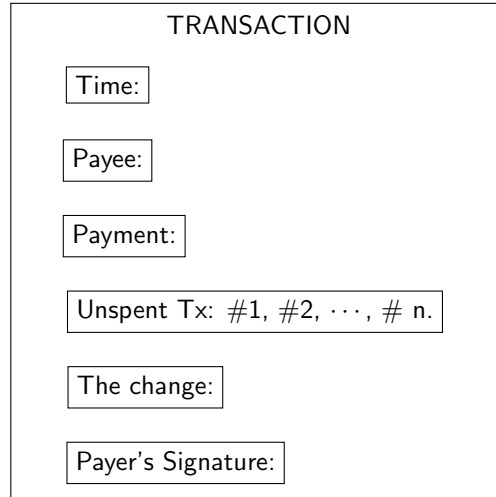 TRANSACTION
Time:
Payee:
Payment:
Unspent Tx: #1, #2, ⋯, # n.
The change:
Payer's Signature: